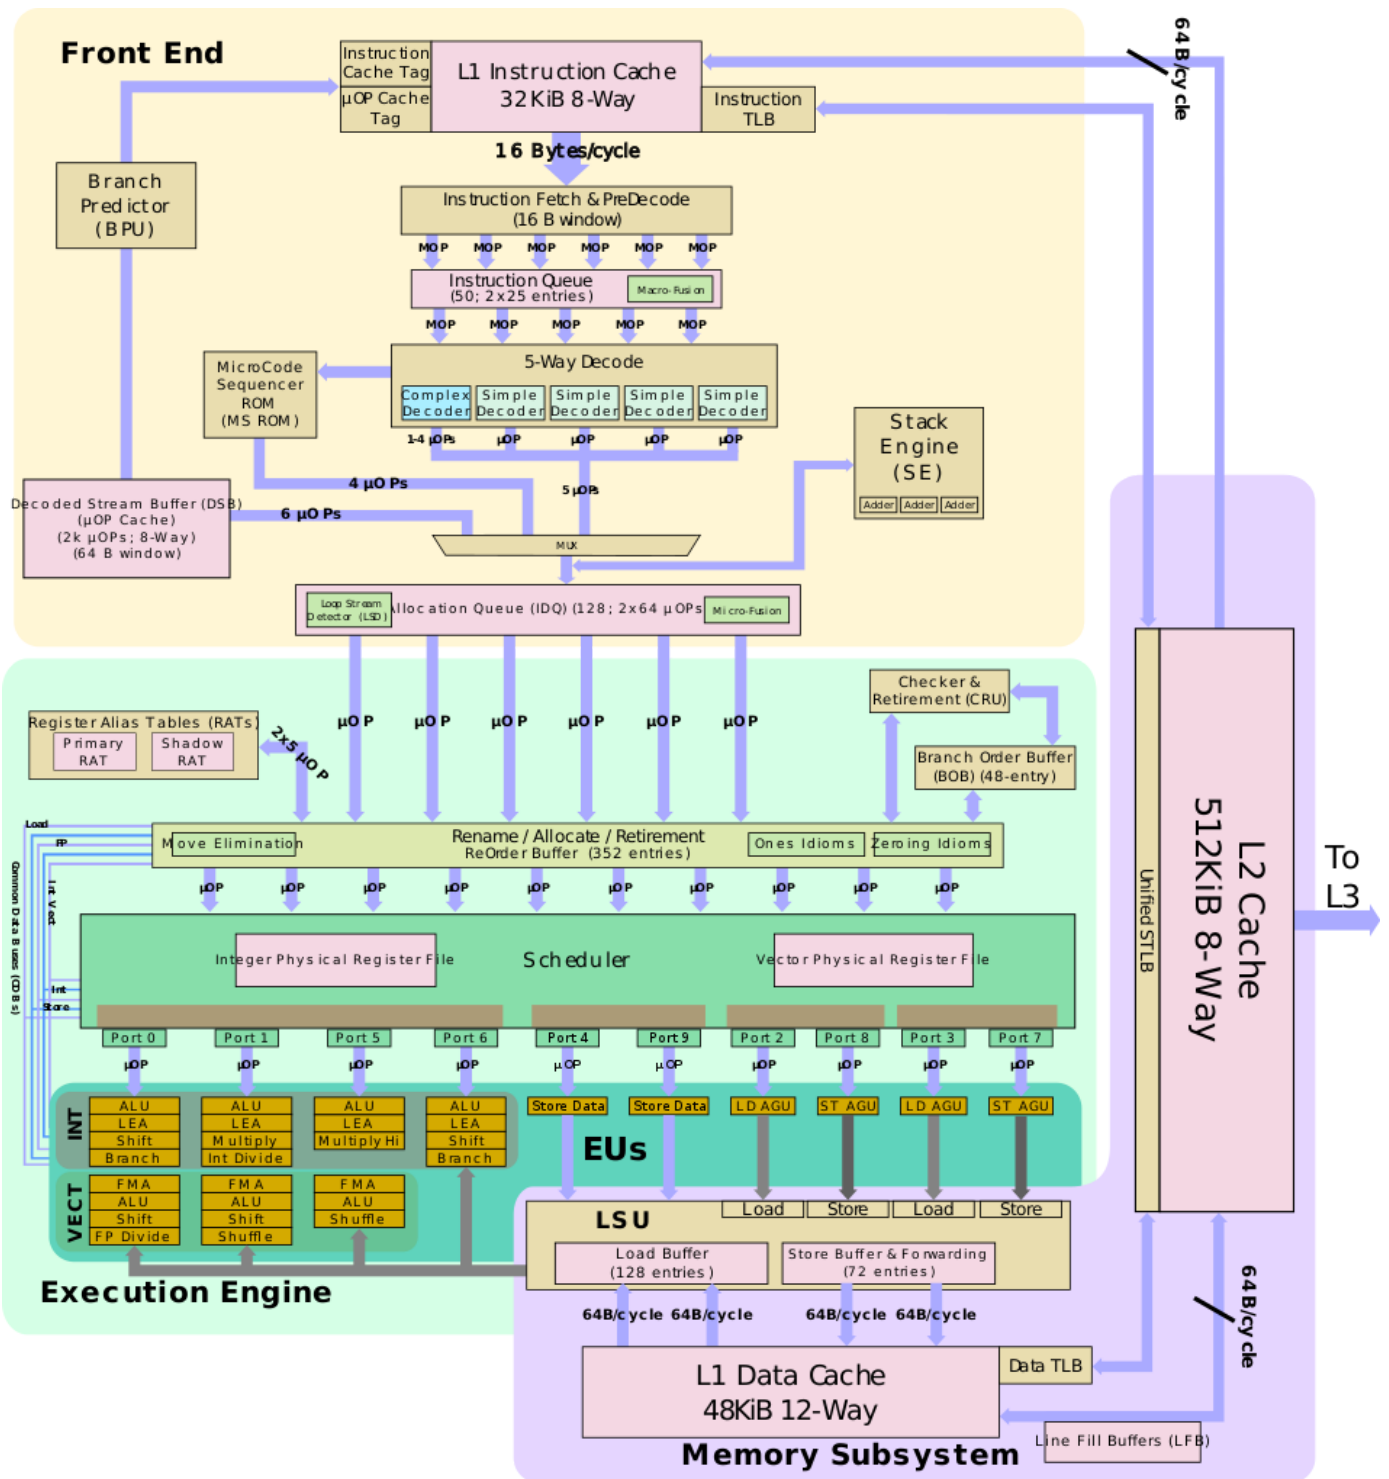 Front End
Instruction
Cache Tag
µOP Cache
Tag
L1 Instruction Cache
32KiB 8-Way
Instruction
TLB
64B/cycle
16 Bytes/cycle
Branch
Predictor
(BPU)
Instruction Fetch & PreDecode
(16 B window)
MOP MOP MOP MOP MOP MOP
Instruction Queue
(50; 2x25 entries)
Macro-Fusion
MOP MOP MOP MOP MOP
MicroCode
Sequencer
ROM
(MS ROM)
5-Way Decode
Complex
Decoder
Simple
Decoder
Simple
Decoder
Simple
Decoder
Simple
Decoder
1-4 µOPs µOP µOP µOP µOP
Stack
Engine
(SE)
Adder Adder Adder
4 µOPs
5 µOPs
6 µOPs
Decoded Stream Buffer (DSB)
(µOP Cache)
(2k µOPs; 8-Way)
(64 B window)
MUX
Loop Stream
Detector (LSD)
Allocation Queue (IDQ) (128; 2x64 µOPs
Micro-Fusion
µOP µOP µOP µOP µOP µOP
Register Alias Tables (RATs)
Primary
RAT
Shadow
RAT
2x5 µOP
Checker &
Retirement (CRU)
Branch Order Buffer
(BOB) (48-entry)
Load
FP
Int Vect
Common Data Buses (CDBs)
Int
Store
Move Elimination
Rename / Allocate / Retirement
ReOrder Buffer (352 entries)
Ones Idioms
Zeroing Idioms
µOP µOP µOP µOP µOP µOP µOP µOP µOP µOP
Integer Physical Register File
Scheduler
Vector Physical Register File
Port 0 Port 1 Port 5 Port 6 Port 4 Port 9 Port 2 Port 8 Port 3 Port 7
µOP µOP µOP µOP µOP µOP µOP µOP µOP µOP
INT
ALU
LEA
Shift
Branch
ALU
LEA
Multiply
Int Divide
ALU
LEA
MultiplyHi
ALU
LEA
Shift
Branch
Store Data
Store Data
LD AGU
ST AGU
LD AGU
ST AGU
EUs
VECT
FMA
ALU
Shift
FP Divide
FMA
ALU
Shift
Shuffle
FMA
ALU
Shuffle
Execution Engine
LSU
Load
Store
Load
Store
Load Buffer
(128 entries)
Store Buffer & Forwarding
(72 entries)
64B/cycle 64B/cycle 64B/cycle 64B/cycle
L1 Data Cache
48KiB 12-Way
Data TLB
Line Fill Buffers (LFB)
Memory Subsystem
64B/cycle
Unified STLB
L2 Cache
512KiB 8-Way
To
L3